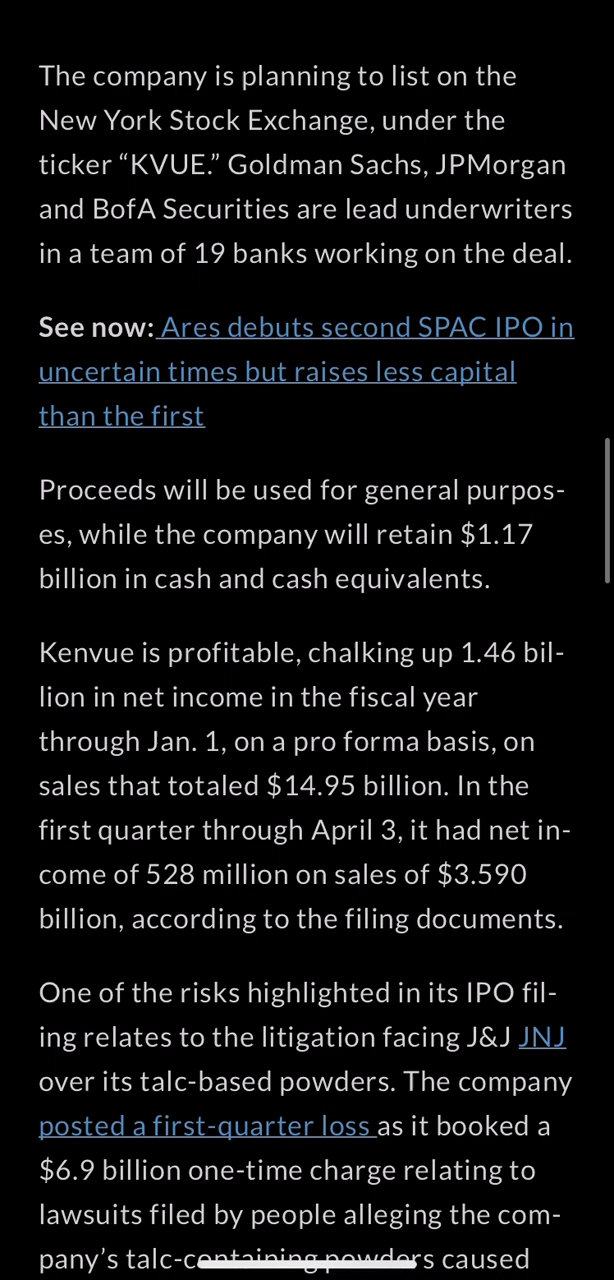 The company is planning to list on the
New York Stock Exchange, under the
ticker “KVUE.” Goldman Sachs, JPMorgan
and BofA Securities are lead underwriters
in a team of 19 banks working on the deal.
See now: Ares debuts second SPAC IPO in
uncertain times but raises less capital
than the first
Proceeds will be used for general purpos-
es, while the company will retain $1.17
billion in cash and cash equivalents.
Kenvue is profitable, chalking up 1.46 bil-
lion in net income in the fiscal year
through Jan. 1, on a pro forma basis, on
sales that totaled $14.95 billion. In the
first quarter through April 3, it had net in-
come of 528 million on sales of $3.590
billion, according to the filing documents.
One of the risks highlighted in its IPO fil-
ing relates to the litigation facing J&J JNJ
over its talc-based powders. The company
posted a first-quarter loss as it booked a
$6.9 billion one-time charge relating to
lawsuits filed by people alleging the com-
pany’s talc-containing powders caused